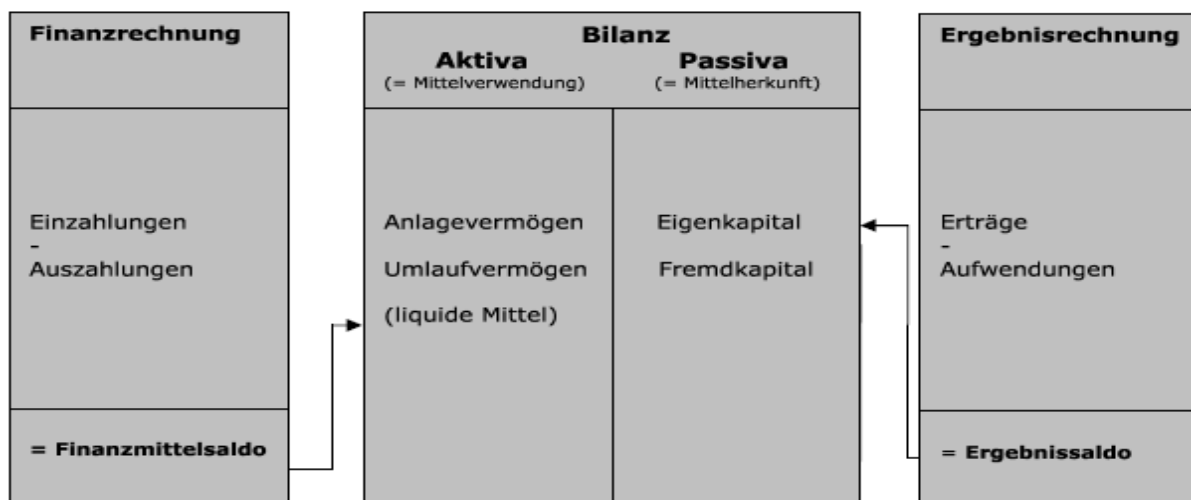 Finanzrechnung
Einzahlungen
-
Auszahlungen
= Finanzmittelsaldo
Bilanz
Aktiva
(= Mittelverwendung)
Passiva
(= Mittelherkunft)
Anlagevermögen
Umlaufvermögen
(liquide Mittel)
Eigenkapital
Fremdkapital
Ergebnisrechnung
Erträge
-
Aufwendungen
= Ergebnissaldo